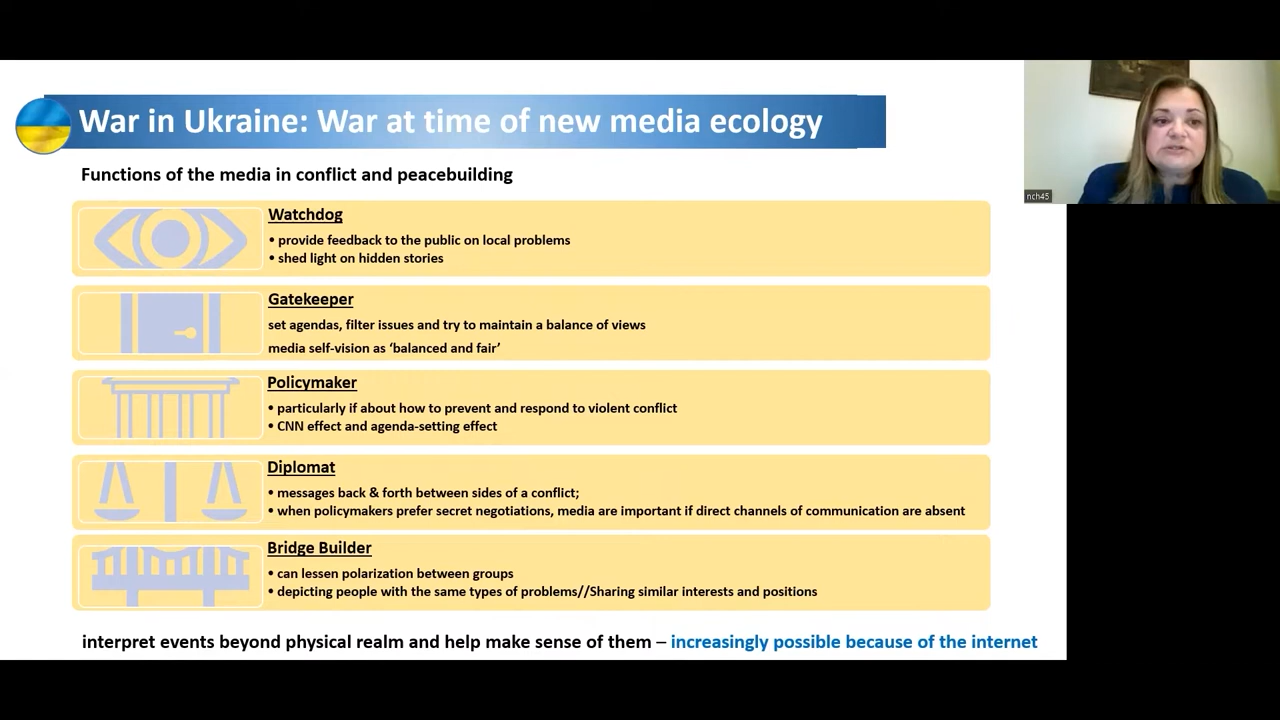 War in Ukraine: War at time of new media ecology
nch45
Functions of the media in conflict and peacebuilding
Watchdog
• provide feedback to the public on local problems
• shed light on hidden stories
Gatekeeper
set agendas, filter issues and try to maintain a balance of views
media self-vision as ‘balanced and fair’
Policymaker
• particularly if about how to prevent and respond to violent conflict
• CNN effect and agenda-setting effect
Diplomat
• messages back & forth between sides of a conflict;
• when policymakers prefer secret negotiations, media are important if direct channels of communication are absent
Bridge Builder
• can lessen polarization between groups
• depicting people with the same types of problems//Sharing similar interests and positions
interpret events beyond physical realm and help make sense of them – increasingly possible because of the internet